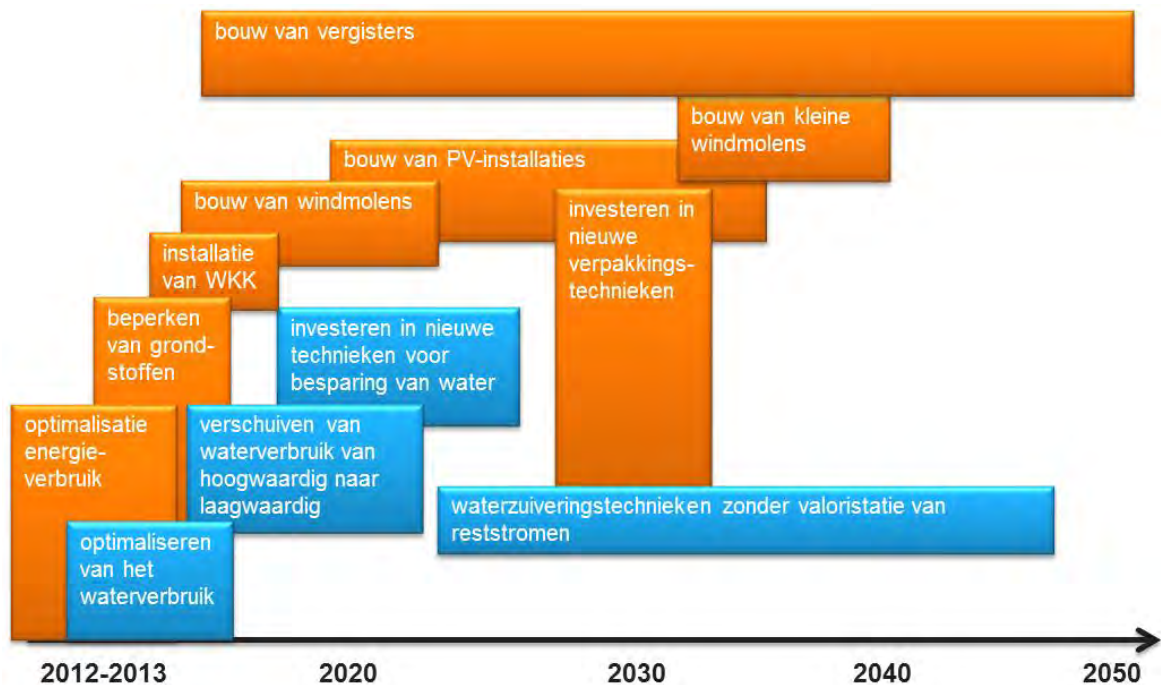 bouw van vergisters
bouw van kleine
windmolens
bouw van PV-installaties
bouw van windmolens
investeren in
nieuwe
verpakkings-
technieken
installatie
van WKK
beperken
van grond-
stoffen
investeren in nieuwe
technieken voor
besparing van water
optimalisatie
energie-
verbruik
verschuiven van
waterverbruik van
hoogwaardig naar
laagwaardig
waterzuiveringstechnieken zonder valoristatie van
reststromen
optimaliseren
van het
waterverbruik
2012-2013
2020
2030
2040
2050